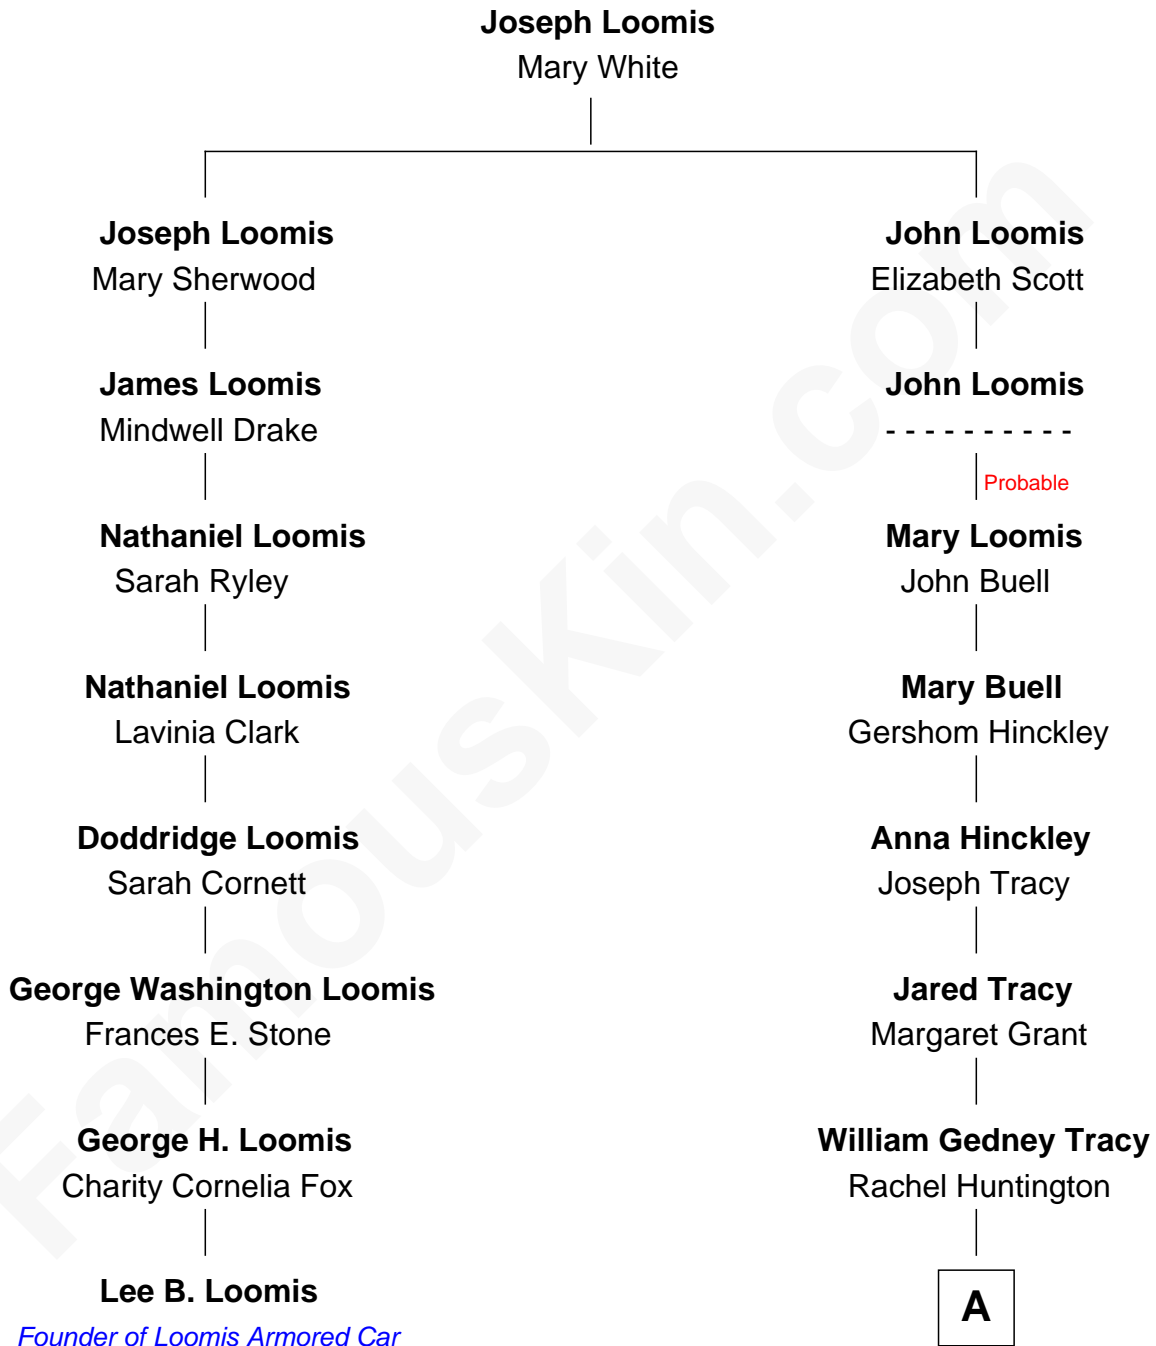 Joseph Loomis
Mary White
Joseph Loomis
Mary Sherwood
John Loomis
Elizabeth Scott
James Loomis
Mindwell Drake
John Loomis
- - - - - - - - - -
Probable
Nathaniel Loomis
Sarah Ryley
Mary Loomis
John Buell
Nathaniel Loomis
Lavinia Clark
Mary Buell
Gershom Hinckley
Doddridge Loomis
Sarah Cornett
Anna Hinckley
Joseph Tracy
George Washington Loomis
Frances E. Stone
Jared Tracy
Margaret Grant
George H. Loomis
Charity Cornelia Fox
William Gedney Tracy
Rachel Huntington
Lee B. Loomis
Founder of Loomis Armored Car
A
FamousKin.com